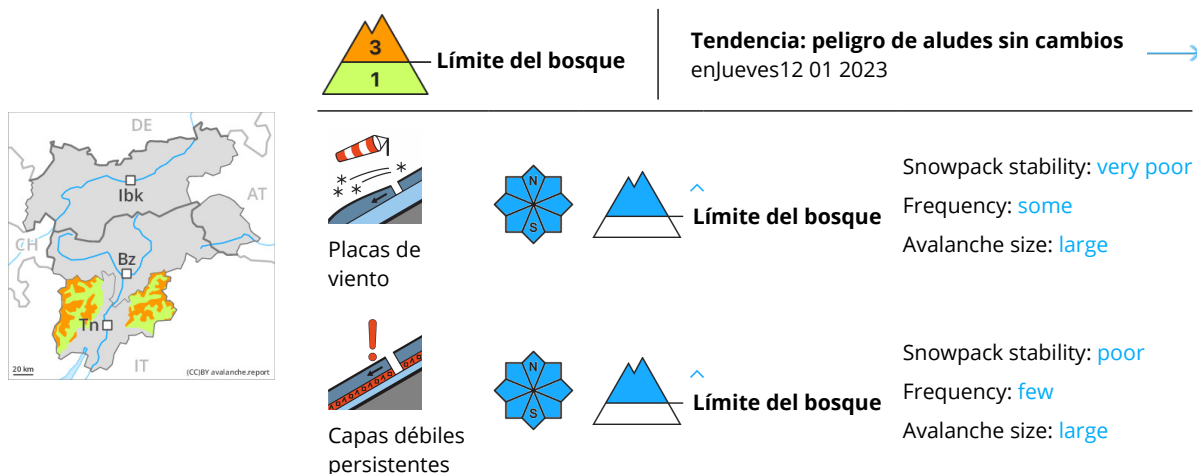 3
1
Límite del bosque
Tendencia: peligro de aludes sin cambios
enJueves12 01 2023
DE
Ibk
AT
CH
Bz
Tn
IT
20 km
(CC)BY avalanche.report
Placas de
viento
N
S
Límite del bosque
Snowpack stability: very poor
Frequency: some
Avalanche size: large
Capas débiles
persistentes
N
S
Límite del bosque
Snowpack stability: poor
Frequency: few
Avalanche size: large